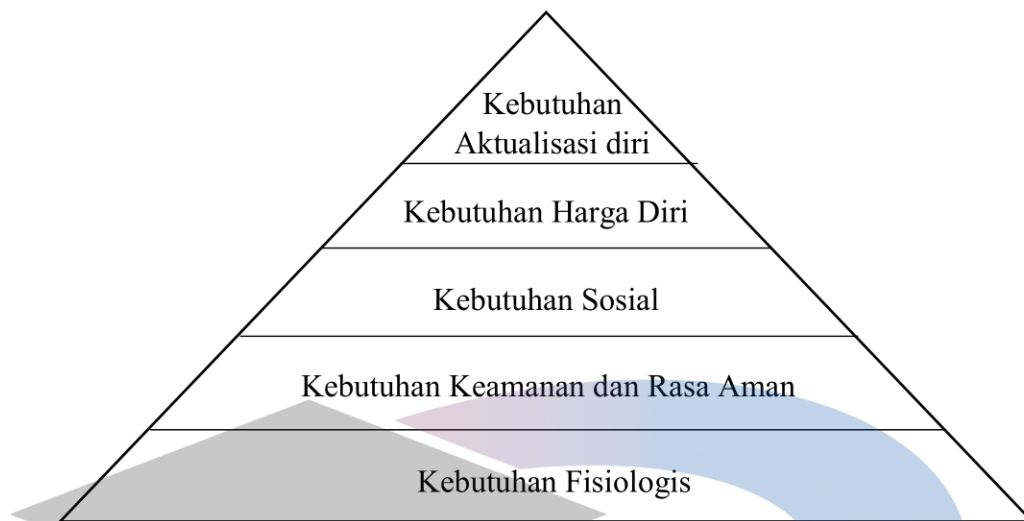 Kebutuhan
Aktualisasi diri
Kebutuhan Harga Diri
Kebutuhan Sosial
Kebutuhan Keamanan dan Rasa Aman
Kebutuhan Fisiologis